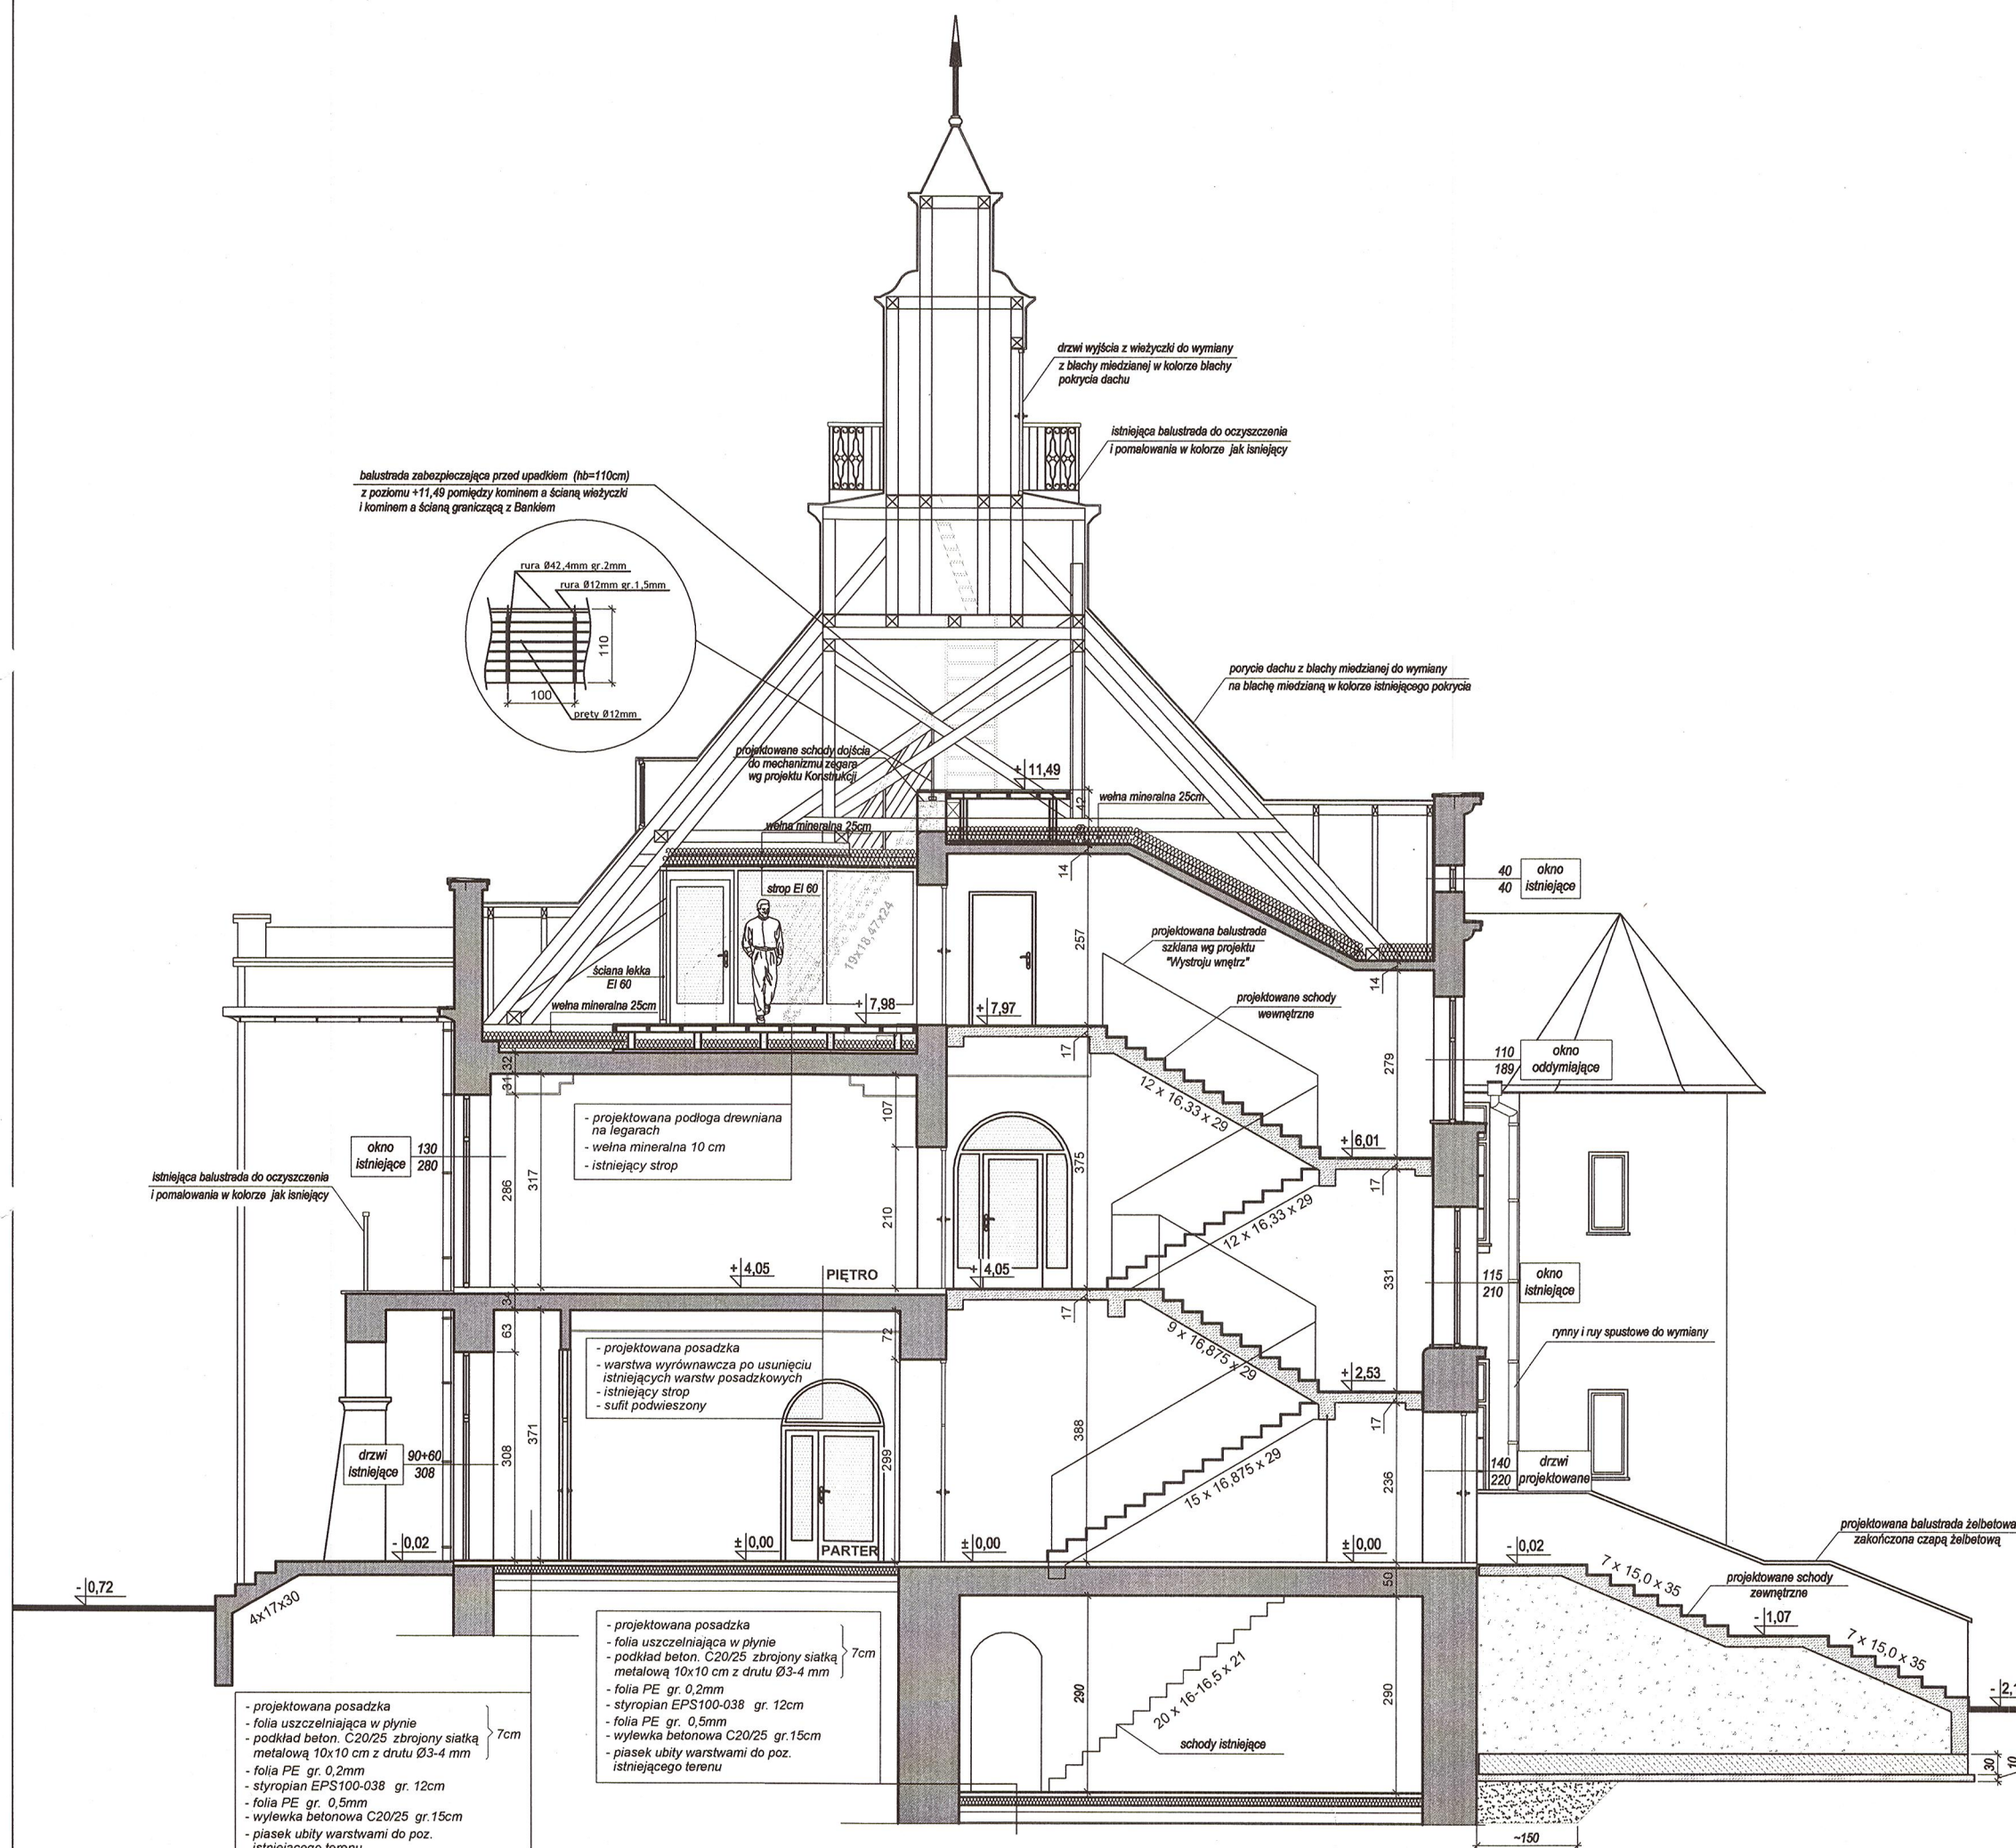 drzwi wyjścia z wieżyczki do wymiany
z blachy miedzianej w kolorze blachy
pokrycia dachu
istniejąca balustrada do oczyszczenia
i pomalowania w kolorze jak isniejący
balustrada zabezpieczająca przed upadkiem (hb=110cm)
z poziomu +11,49 pomiędzy kominem a ścianą wieżyczki
i kominem a ścianą graniczącą z Bankiem
rura Ø42,4mm gr.2mm
rura Ø12mm gr.1,5mm
110
100
pręty Ø12mm
porycie dachu z blachy miedzianej do wymiany
na blachę miedzianą w kolorze istniejącego pokrycia
projektowane schody dojścia
do mechanizmu zegara
wg projektu Konstrukcji
+ 11,49
42
wełna mineralna 25cm
wełna mineralna 25cm
14
strop EI 60
19x18,47x24
40
40
okno
istniejące
257
projektowana balustrada
szklana wg projektu
"Wystroju wnętrz"
ściana lekka
EI 60
wełna mineralna 25cm
+ 7,98
+ 7,97
projektowane schody
wewnętrzne
14
17
279
110
189
okno
oddymiające
32
31
12 x 16,33 x 29
107
- projektowana podłoga drewniana
na legarach
- wełna mineralna 10 cm
- istniejący strop
okno
istniejące
130
280
+ 6,01
375
17
istniejąca balustrada do oczyszczenia
i pomalowania w kolorze jak isniejący
286
317
210
12 x 16,33 x 29
+ 4,05
PIĘTRO
+ 4,05
331
115
210
okno
istniejące
34
17
63
72
9 x 16,875 x 29
rynny i ruy spustowe do wymiany
- projektowana posadzka
- warstwa wyrównawcza po usunięciu
istniejących warstw posadzkowych
- istniejący strop
- sufit podwieszony
+ 2,53
17
308
371
388
299
drzwi
istniejące
90+60
308
15 x 16,875 x 29
236
140
220
drzwi
projektowane
- 0,02
± 0,00
PARTER
± 0,00
± 0,00
- 0,02
projektowana balustrada żelbetowa
zakończona czapą żelbetową
- 0,72
4x17x30
50
7 x 15,0 x 35
projektowane schody
zewnętrzne
- 1,07
7 x 15,0 x 35
- projektowana posadzka
- folia uszczelniająca w płynie
- podkład beton. C20/25 zbrojony siatką
metalową 10x10 cm z drutu Ø3-4 mm
7cm
- folia PE gr. 0,2mm
- styropian EPS100-038 gr. 12cm
- folia PE gr. 0,5mm
- wylewka betonowa C20/25 gr.15cm
- piasek ubity warstwami do poz.
istniejącego terenu
290
20 x 16-16,5 x 21
290
schody istniejące
- projektowana posadzka
- folia uszczelniająca w płynie
- podkład beton. C20/25 zbrojony siatką
metalową 10x10 cm z drutu Ø3-4 mm
7cm
- folia PE gr. 0,2mm
- styropian EPS100-038 gr. 12cm
- folia PE gr. 0,5mm
- wylewka betonowa C20/25 gr.15cm
- piasek ubity warstwami do poz.
30
10
~150